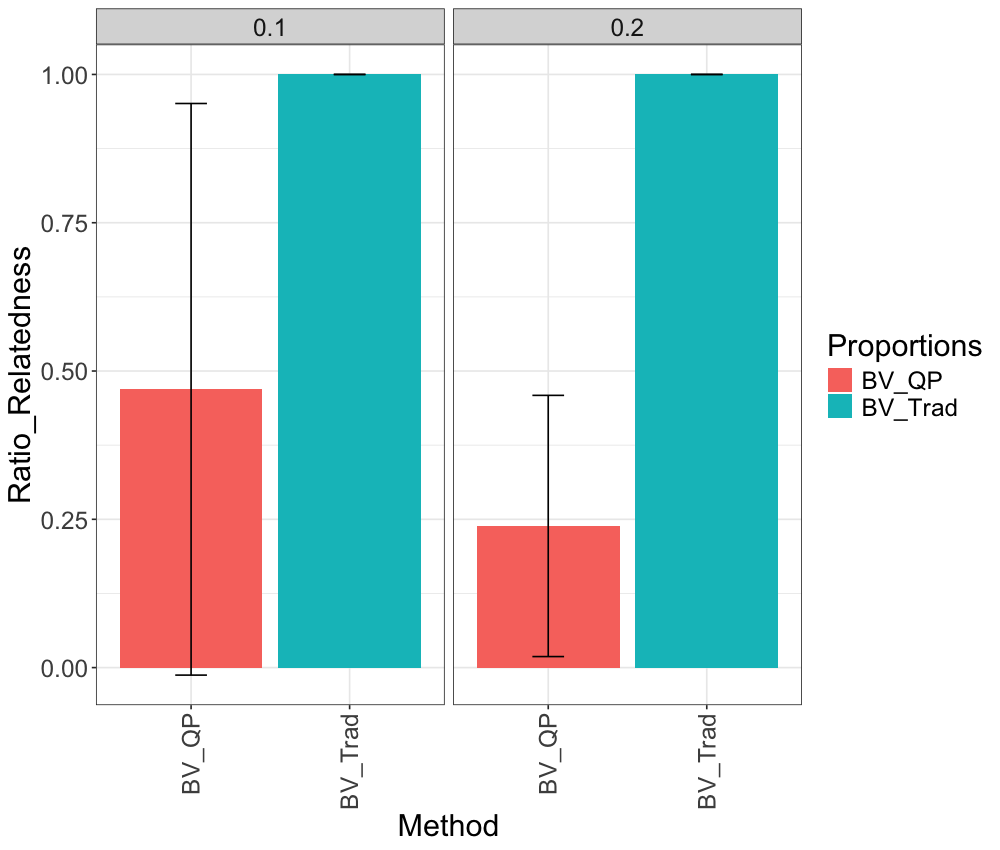 0.1
0.2
1.00
0.75
0.50
0.25
0.00
Ratio_Relatedness
BV_QP
BV_Trad
BV_QP
BV_Trad
Method
Proportions
BV_QP
BV_Trad